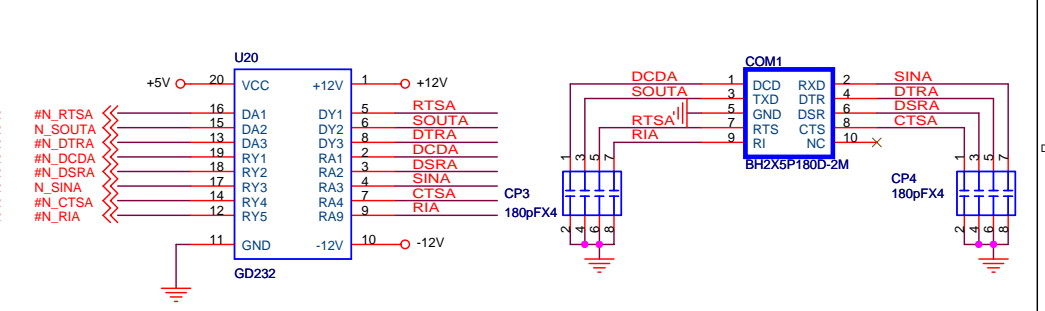 U20
+5V 20 VCC +12V 1 +12V
#N_RTSA 16 DA1 DY1 5 RTSA
N_SOUTA 15 DA2 DY2 6 SOUTA
#N_DTRA 13 DA3 DY3 8 DTRA
#N_DCDA 19 RY1 RA1 2 DCDA
#N_DSRA 18 RY2 RA2 3 DSRA
N_SINA 17 RY3 RA3 4 SINA
#N_CTSA 14 RY4 RA4 7 CTSA
#N_RIA 12 RY5 RA9 9 RIA
11 GND -12V 10 -12V
GD232
COM1
DCDA 1 DCD RXD 2 SINA
SOUTA 3 TXD DTR 4 DTRA
5 GND DSR 6 DSRA
RTSA 7 RTS CTS 8 CTSA
RIA 9 RI NC 10
BH2X5P180D-2M
1 3 5 7
CP3
180pFX4
2 4 6 8
1 3 5 7
CP4
180pFX4
2 4 6 8